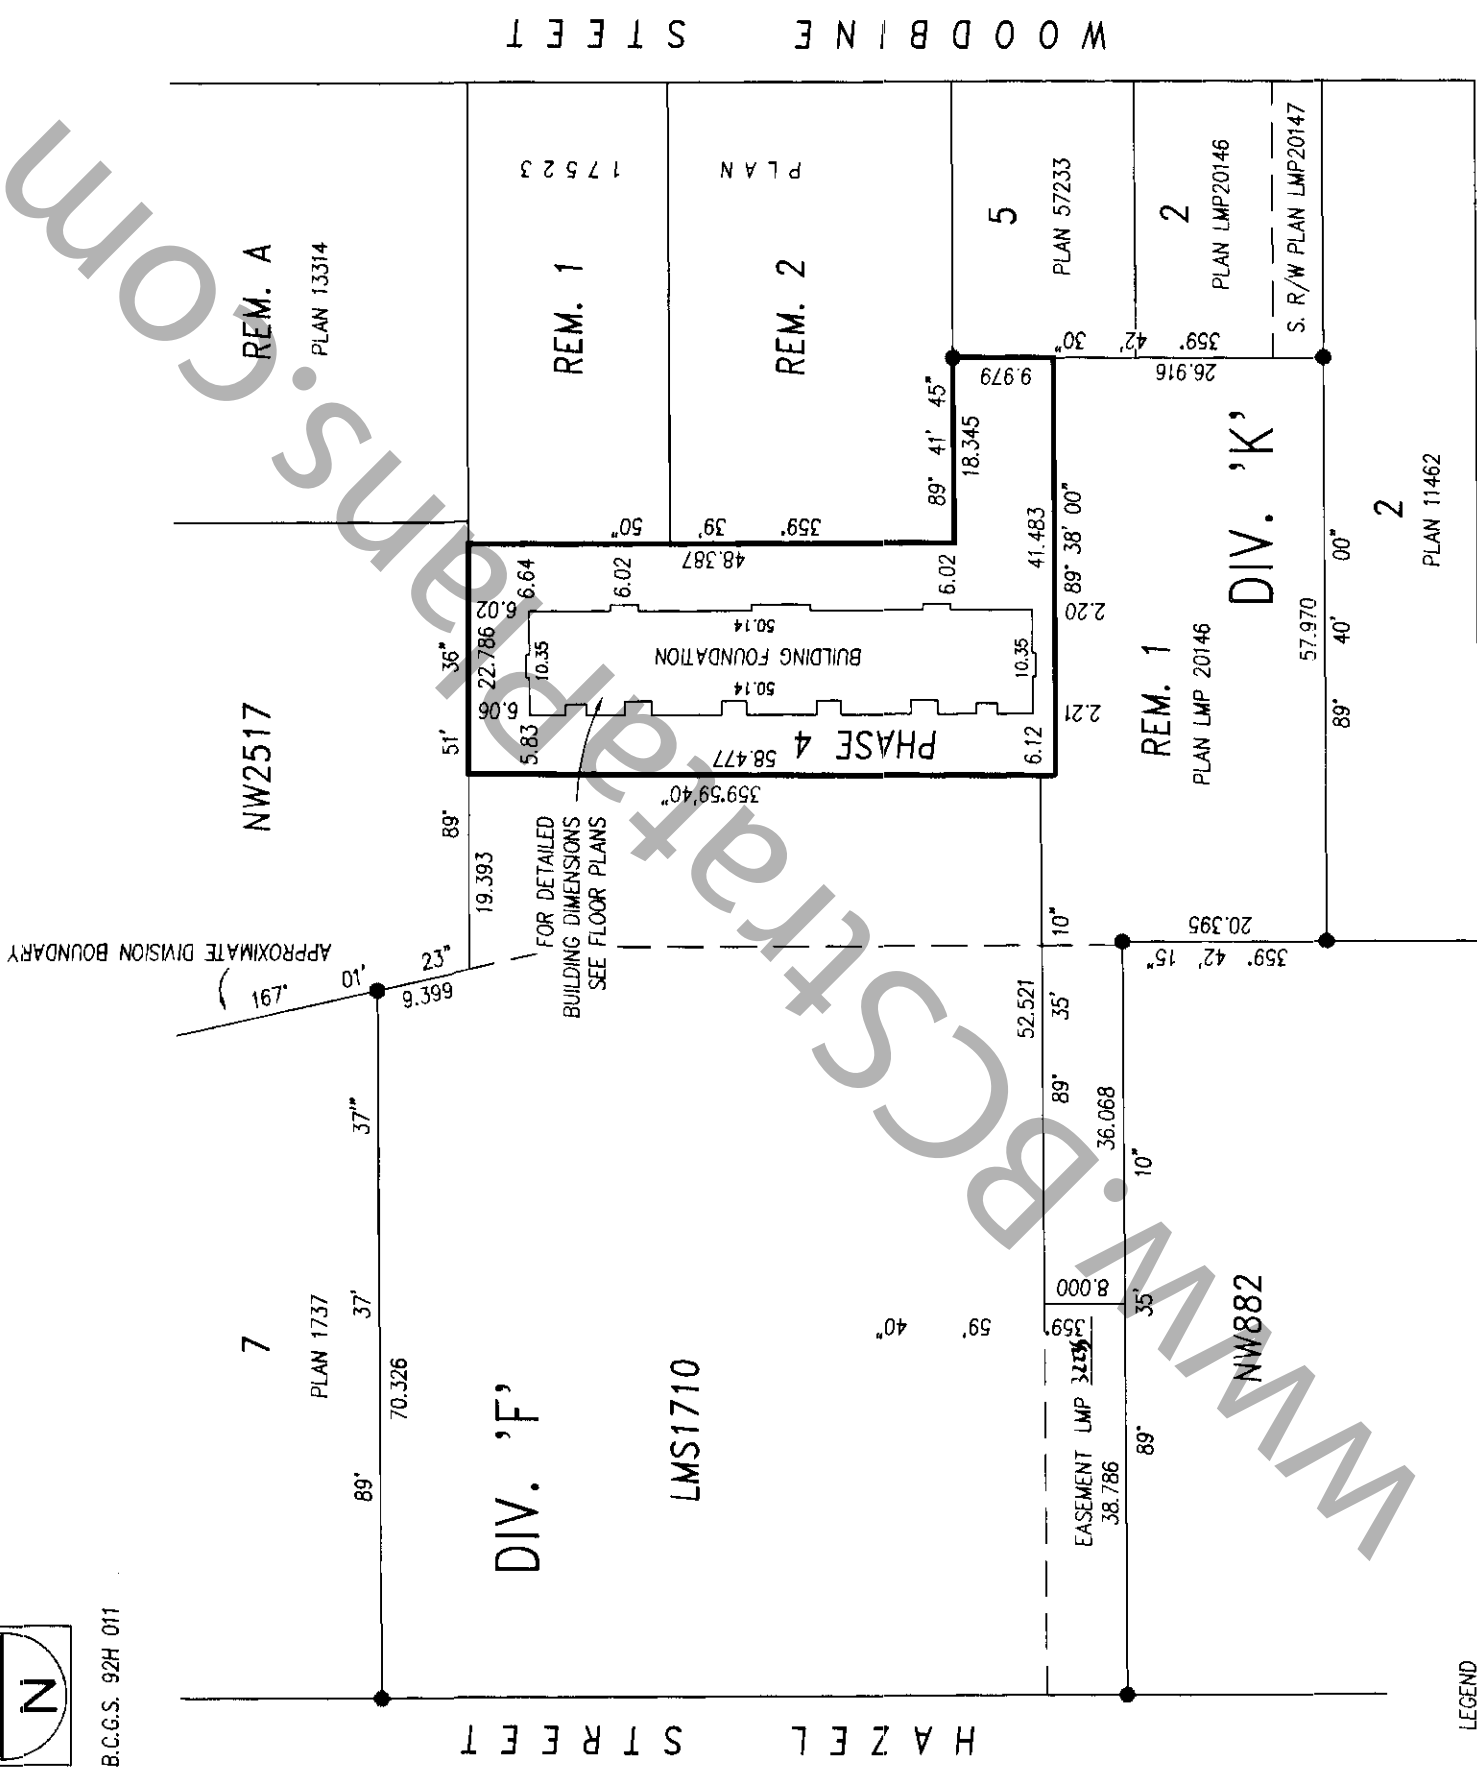 WOODBINE STEET
REM. A
PLAN 13314
17523
PLAN
REM. 1
REM. 2
5
PLAN 57233
2
PLAN LMP20146
S. R/W PLAN LMP20147
359° 42' 30"
26.916
9.979
89° 41' 45"
18.345
359° 39' 50"
48.387
41.483
89° 38' 00"
DIV. 'K'
2
PLAN 11462
57.970
89° 40' 00"
REM. 1
PLAN LMP 20146
NW2517
89° 51' 36"
22.786
6.02
6.64
6.02
6.02
2.20
10.35
50.14
BUILDING FOUNDATION
50.14
10.35
6.06
5.83
6.12
2.21
PHASE 4
58.477
359°59'40"
19.393
FOR DETAILED
BUILDING DIMENSIONS
SEE FLOOR PLANS
APPROXIMATE DIVISION BOUNDARY
167° 01' 23"
9.399
20.395
359° 42' 15"
52.521
89° 35' 10"
36.068
89° 35' 10"
8.000
359° 59' 40"
EASEMENT LMP
38.786
NW882
7
PLAN 1737
89° 37' 37"
70.326
DIV. 'F'
LMS1710
HAZEL STREET
N
B.C.G.S. 92H 011
LEGEND
www.BCStrataPlans.com